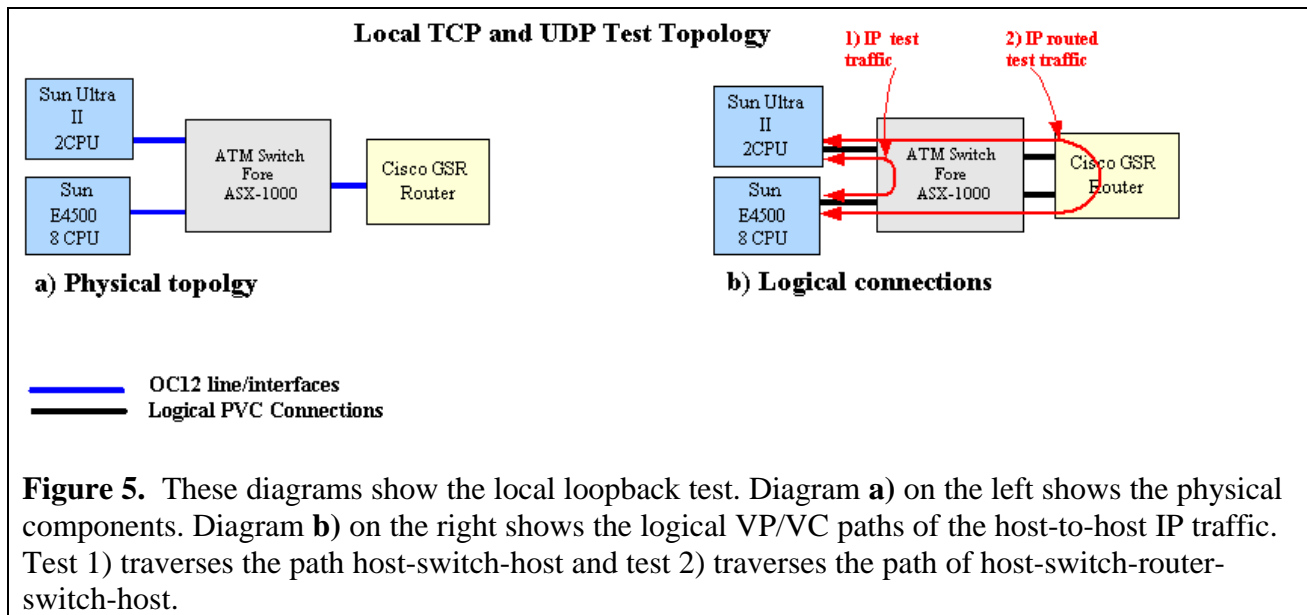 Local TCP and UDP Test Topology
1) IP test
traffic
2) IP routed
test traffic
Sun Ultra
II
2CPU
Sun
E4500
8 CPU
ATM Switch
Fore
ASX-1000
Cisco GSR
Router
a) Physical topolgy
Sun Ultra
II
2CPU
Sun
E4500
8 CPU
ATM Switch
Fore
ASX-1000
Cisco GSR
Router
b) Logical connections
OC12 line/interfaces
Logical PVC Connections
Figure 5. These diagrams show the local loopback test. Diagram a) on the left shows the physical
components. Diagram b) on the right shows the logical VP/VC paths of the host-to-host IP traffic.
Test 1) traverses the path host-switch-host and test 2) traverses the path of host-switch-router-
switch-host.